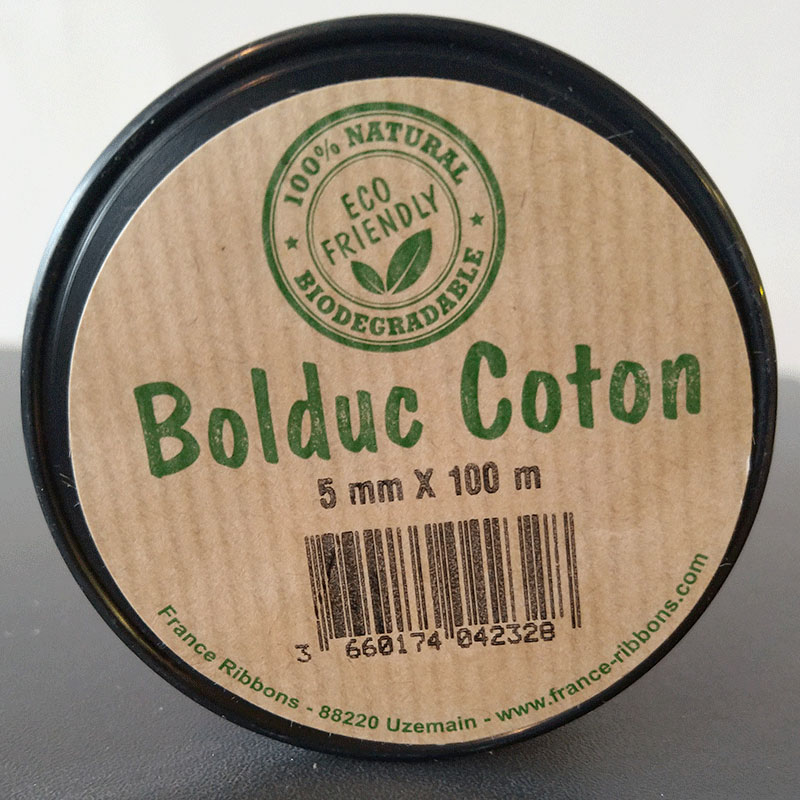 100% NATURAL
ECO
FRIENDLY
BIODEGRADABLE
Bolduc Coton
5 mm X 100 m
3 660174 042328
France Ribbons - 88220 Uzemain - www.france-ribbons.com